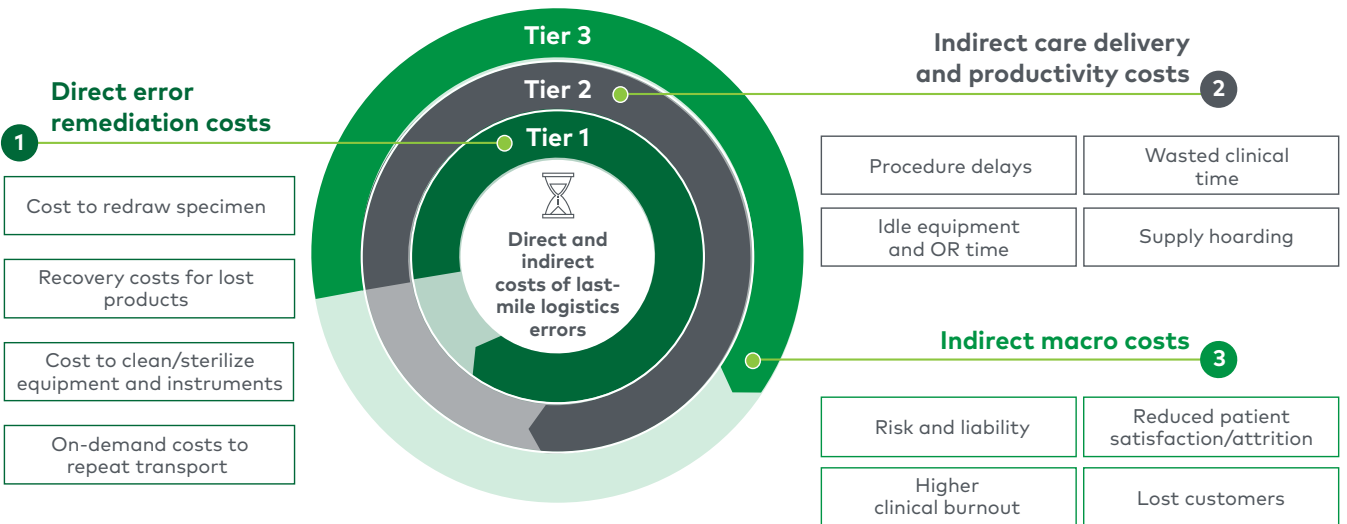 Tier 3
Tier 2
Tier 1
Direct and
indirect
costs of last-
mile logistics
errors
1
Direct error
remediation costs
Cost to redraw specimen
Recovery costs for lost
products
Cost to clean/sterilize
equipment and instruments
On-demand costs to
repeat transport
Indirect care delivery
and productivity costs
2
Procedure delays
Wasted clinical
time
Idle equipment
and OR time
Supply hoarding
Indirect macro costs
3
Risk and liability
Reduced patient
satisfaction/attrition
Higher
clinical burnout
Lost customers